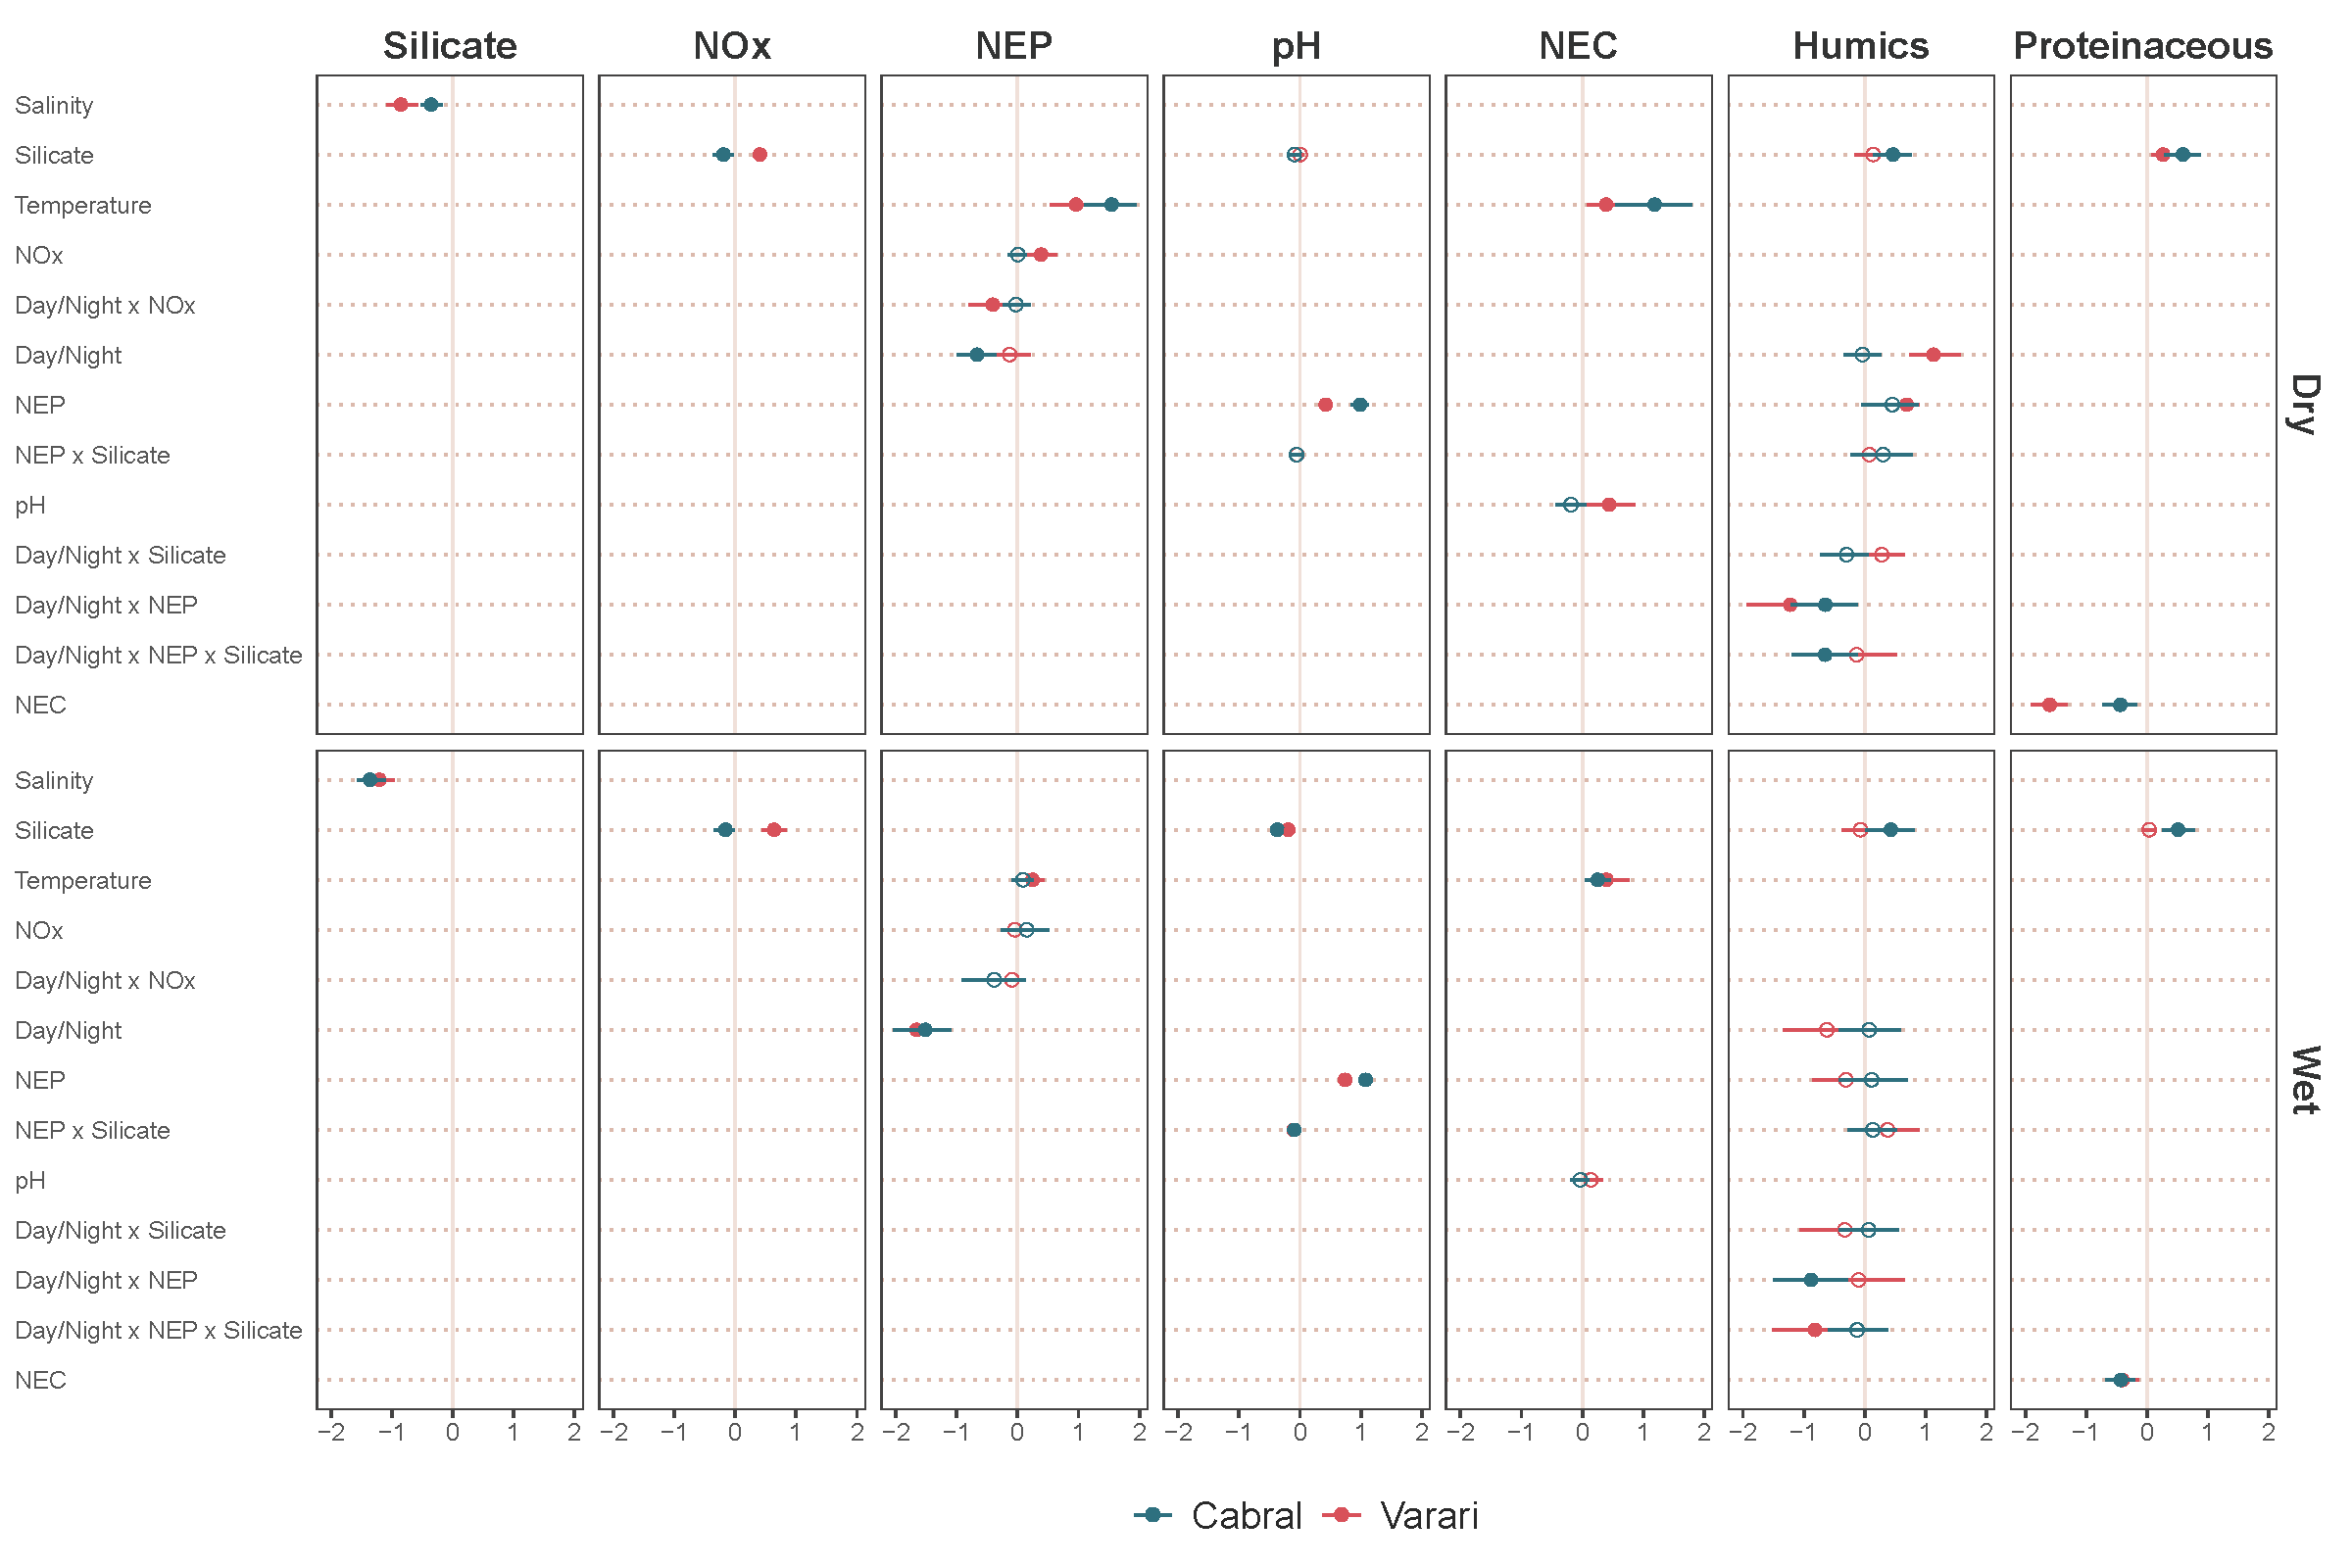 Silicate NOx NEP pH NEC Humics Proteinaceous
Salinity
Silicate
Temperature
NOx
Day/Night x NOx
Day/Night
NEP
NEP x Silicate
pH
Day/Night x Silicate
Day/Night x NEP
Day/Night x NEP x Silicate
NEC
Dry
Salinity
Silicate
Temperature
NOx
Day/Night x NOx
Day/Night
NEP
NEP x Silicate
pH
Day/Night x Silicate
Day/Night x NEP
Day/Night x NEP x Silicate
NEC
Wet
−2 −1 0 1 2 −2 −1 0 1 2 −2 −1 0 1 2 −2 −1 0 1 2 −2 −1 0 1 2 −2 −1 0 1 2 −2 −1 0 1 2
Cabral Varari